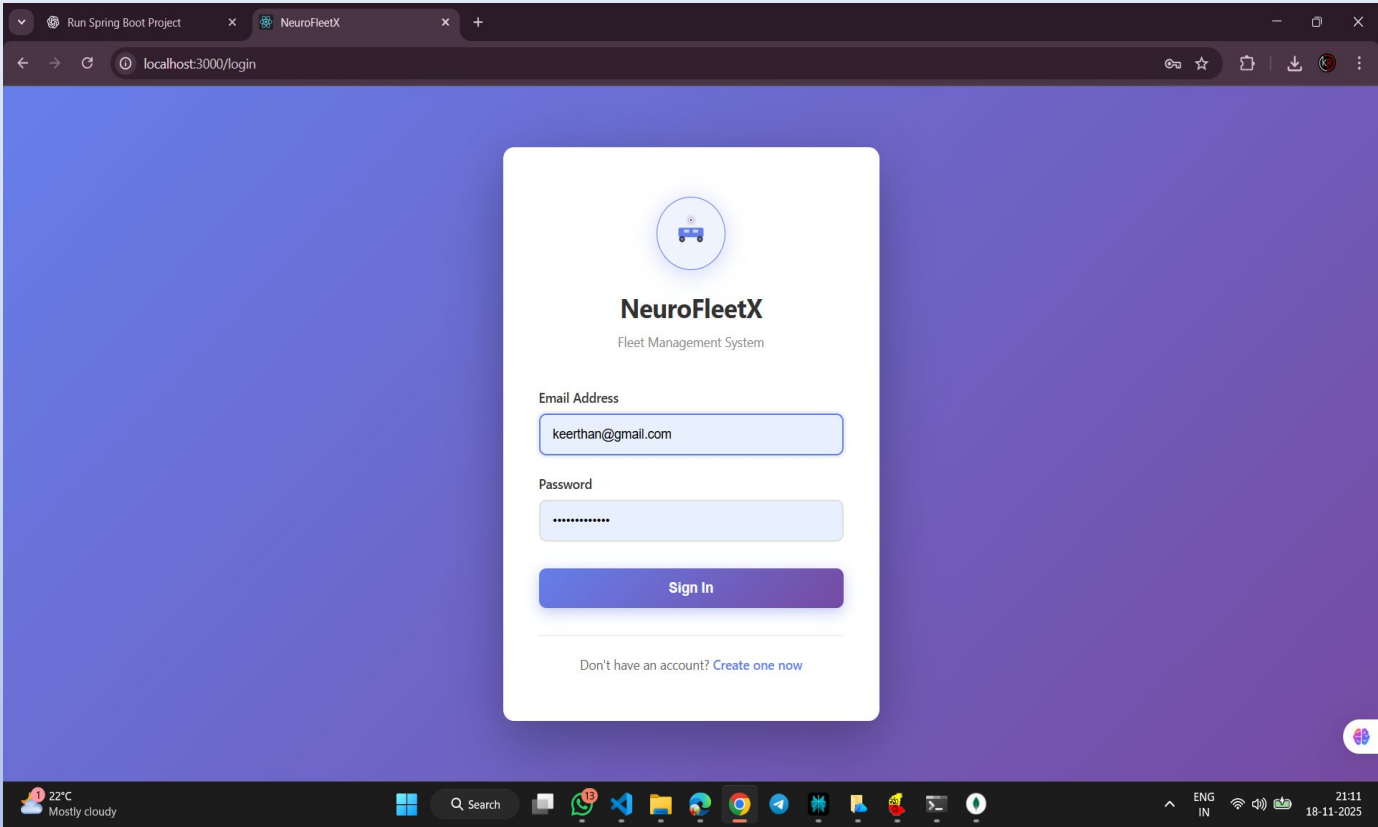 Run Spring Boot Project
NeuroFleetX
localhost:3000/login
NeuroFleetX
Fleet Management System
Email Address
keerthan@gmail.com
Password
•••••••••••••
Sign In
Don't have an account? Create one now
1
22°C
Mostly cloudy
Search
13
ENG
IN
21:11
18-11-2025